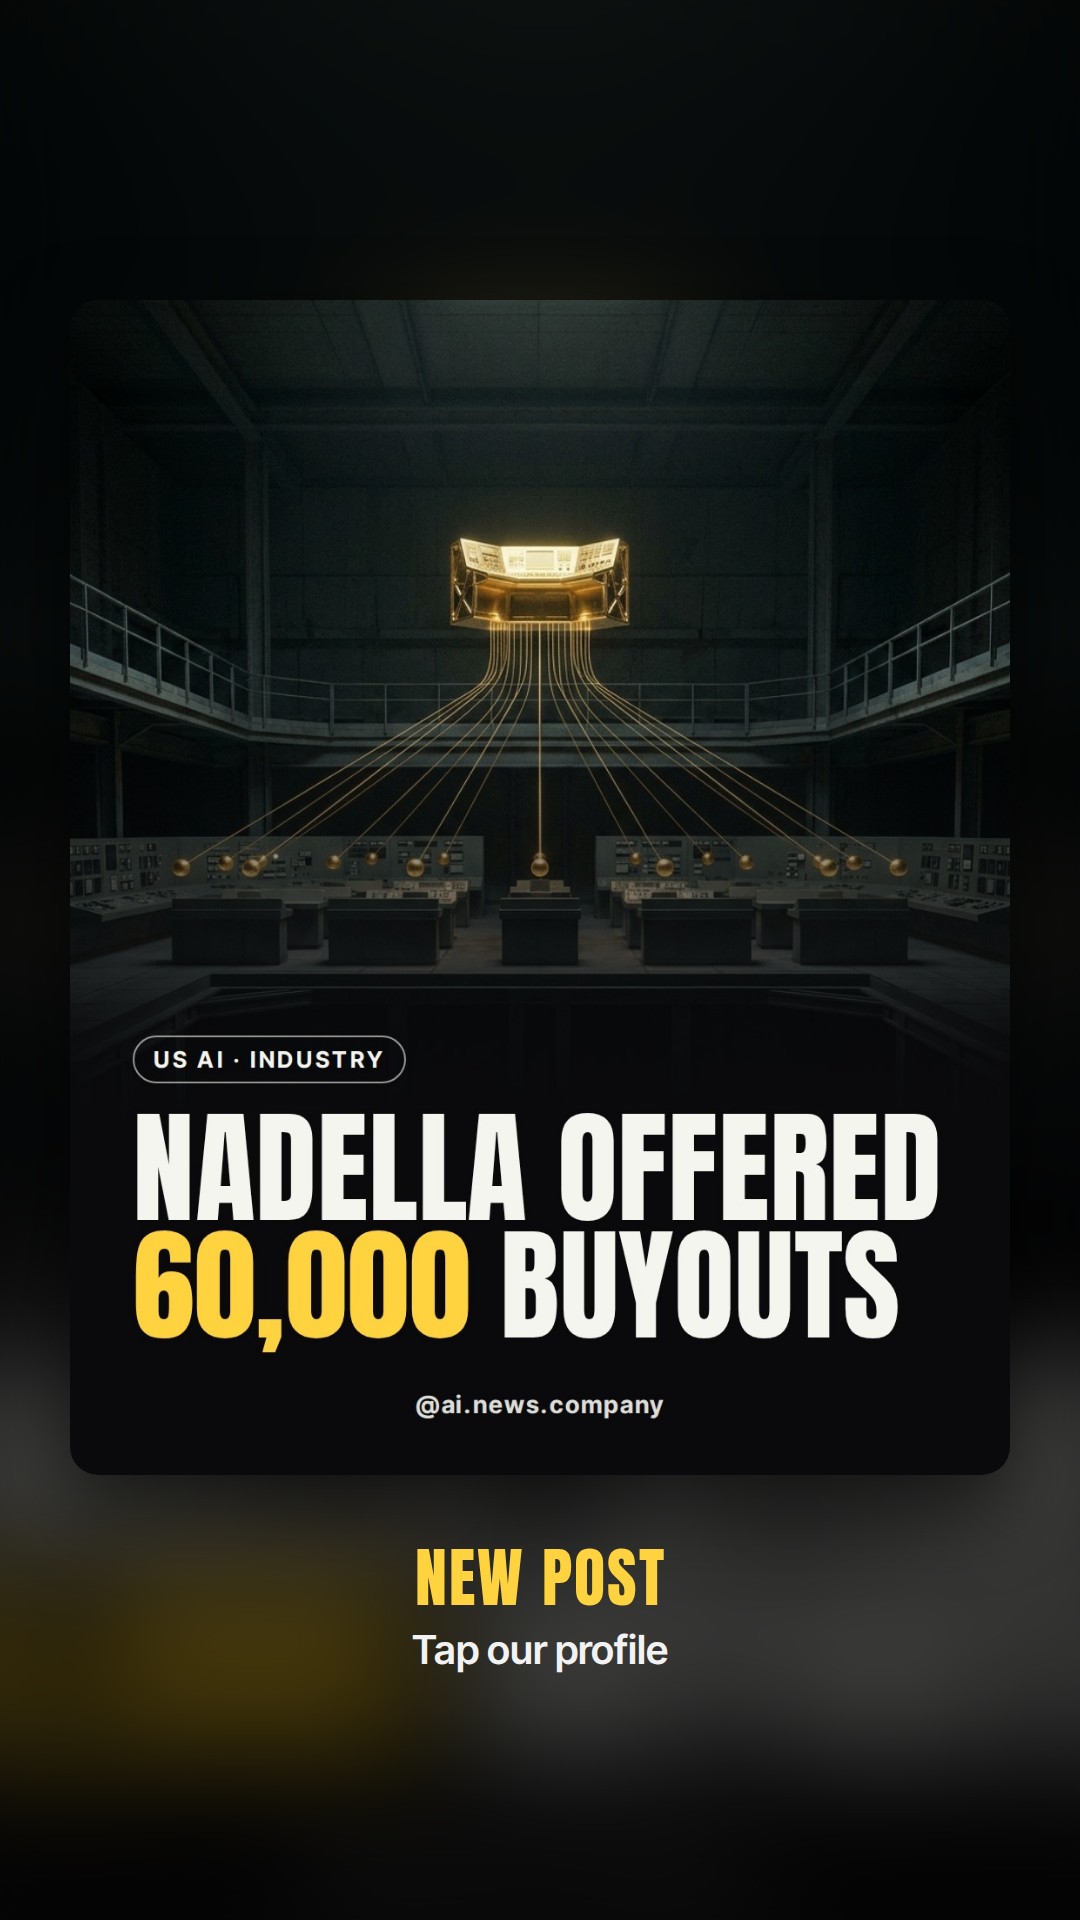 US AI · INDUSTRY
NADELLA OFFERED
60,000 BUYOUTS
@ai.news.company
NEW POST
Tap our profile